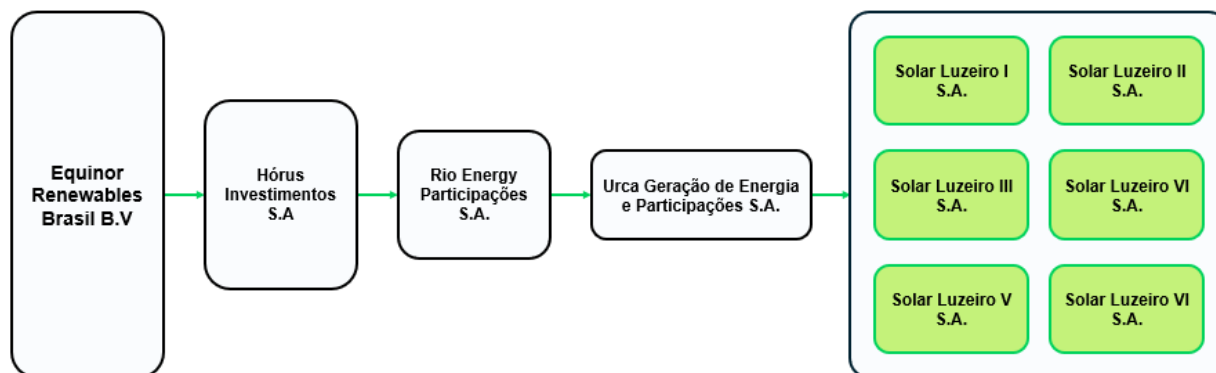 Equinor
Renewables
Brasil B.V
Hórus
Investimentos
S.A
Rio Energy
Participações
S.A.
Urca Geração de Energia
e Participações S.A.
Solar Luzeiro I
S.A.
Solar Luzeiro II
S.A.
Solar Luzeiro III
S.A.
Solar Luzeiro VI
S.A.
Solar Luzeiro V
S.A.
Solar Luzeiro VI
S.A.